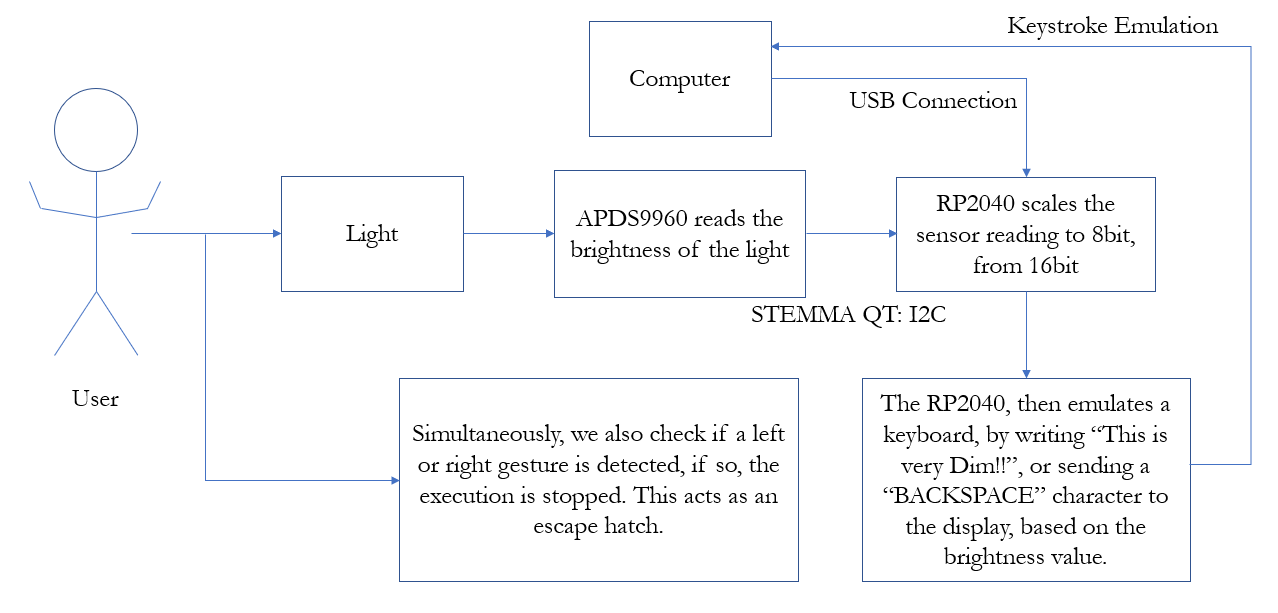 Keystroke Emulation
Computer
USB Connection
Light
APDS9960 reads the
brightness of the light
RP2040 scales the
sensor reading to 8bit,
from 16bit
STEMMA QT: I2C
User
Simultaneously, we also check if a left
or right gesture is detected, if so, the
execution is stopped. This acts as an
escape hatch.
The RP2040, then emulates a
keyboard, by writing “This is
very Dim!!”, or sending a
“BACKSPACE” character to
the display, based on the
brightness value.